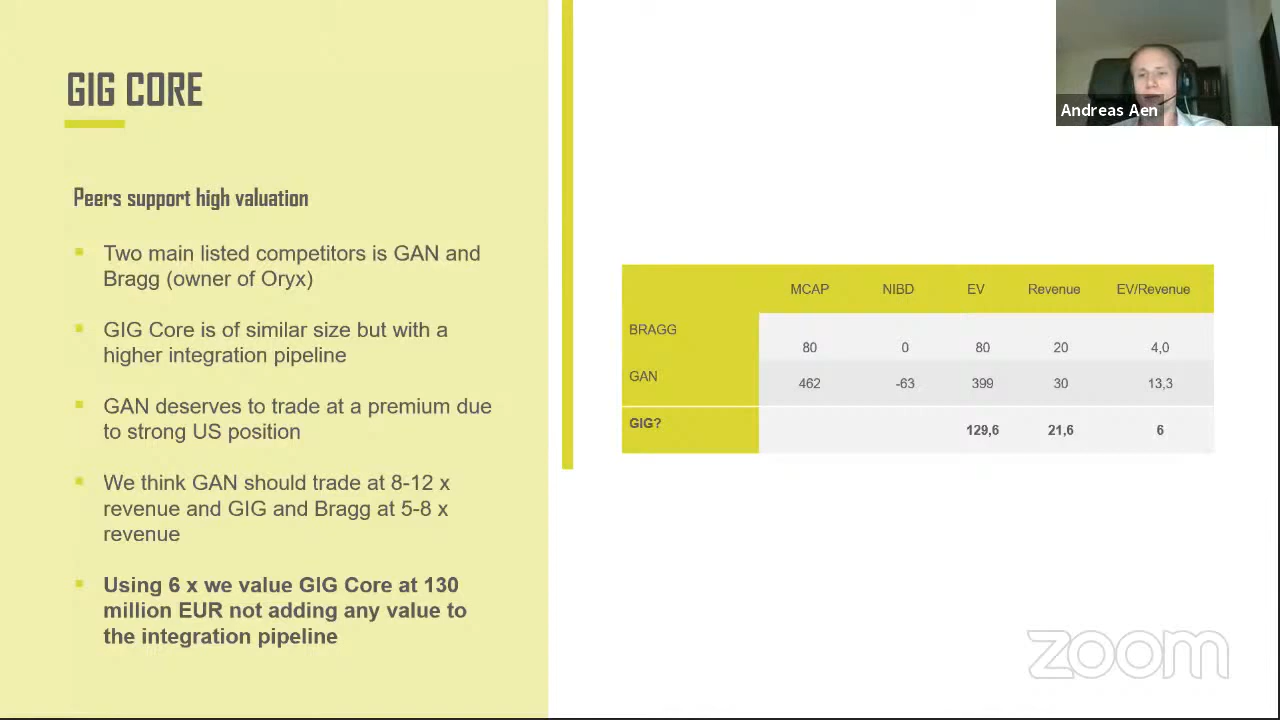 GIG CORE
Peers support high valuation
Two main listed competitors is GAN and
Bragg (owner of Oryx)
GIG Core is of similar size but with a
higher integration pipeline
GAN deserves to trade at a premium due
to strong US position
We think GAN should trade at 8-12 x
revenue and GIG and Bragg at 5-8 x
revenue
Using 6 x we value GIG Core at 130
million EUR not adding any value to
the integration pipeline
MCAP NIBD EV Revenue EV/Revenue
BRAGG 80 0 80 20 4,0
GAN 462 -63 399 30 13,3
GIG? 129,6 21,6 6
Andreas Aen
zoom